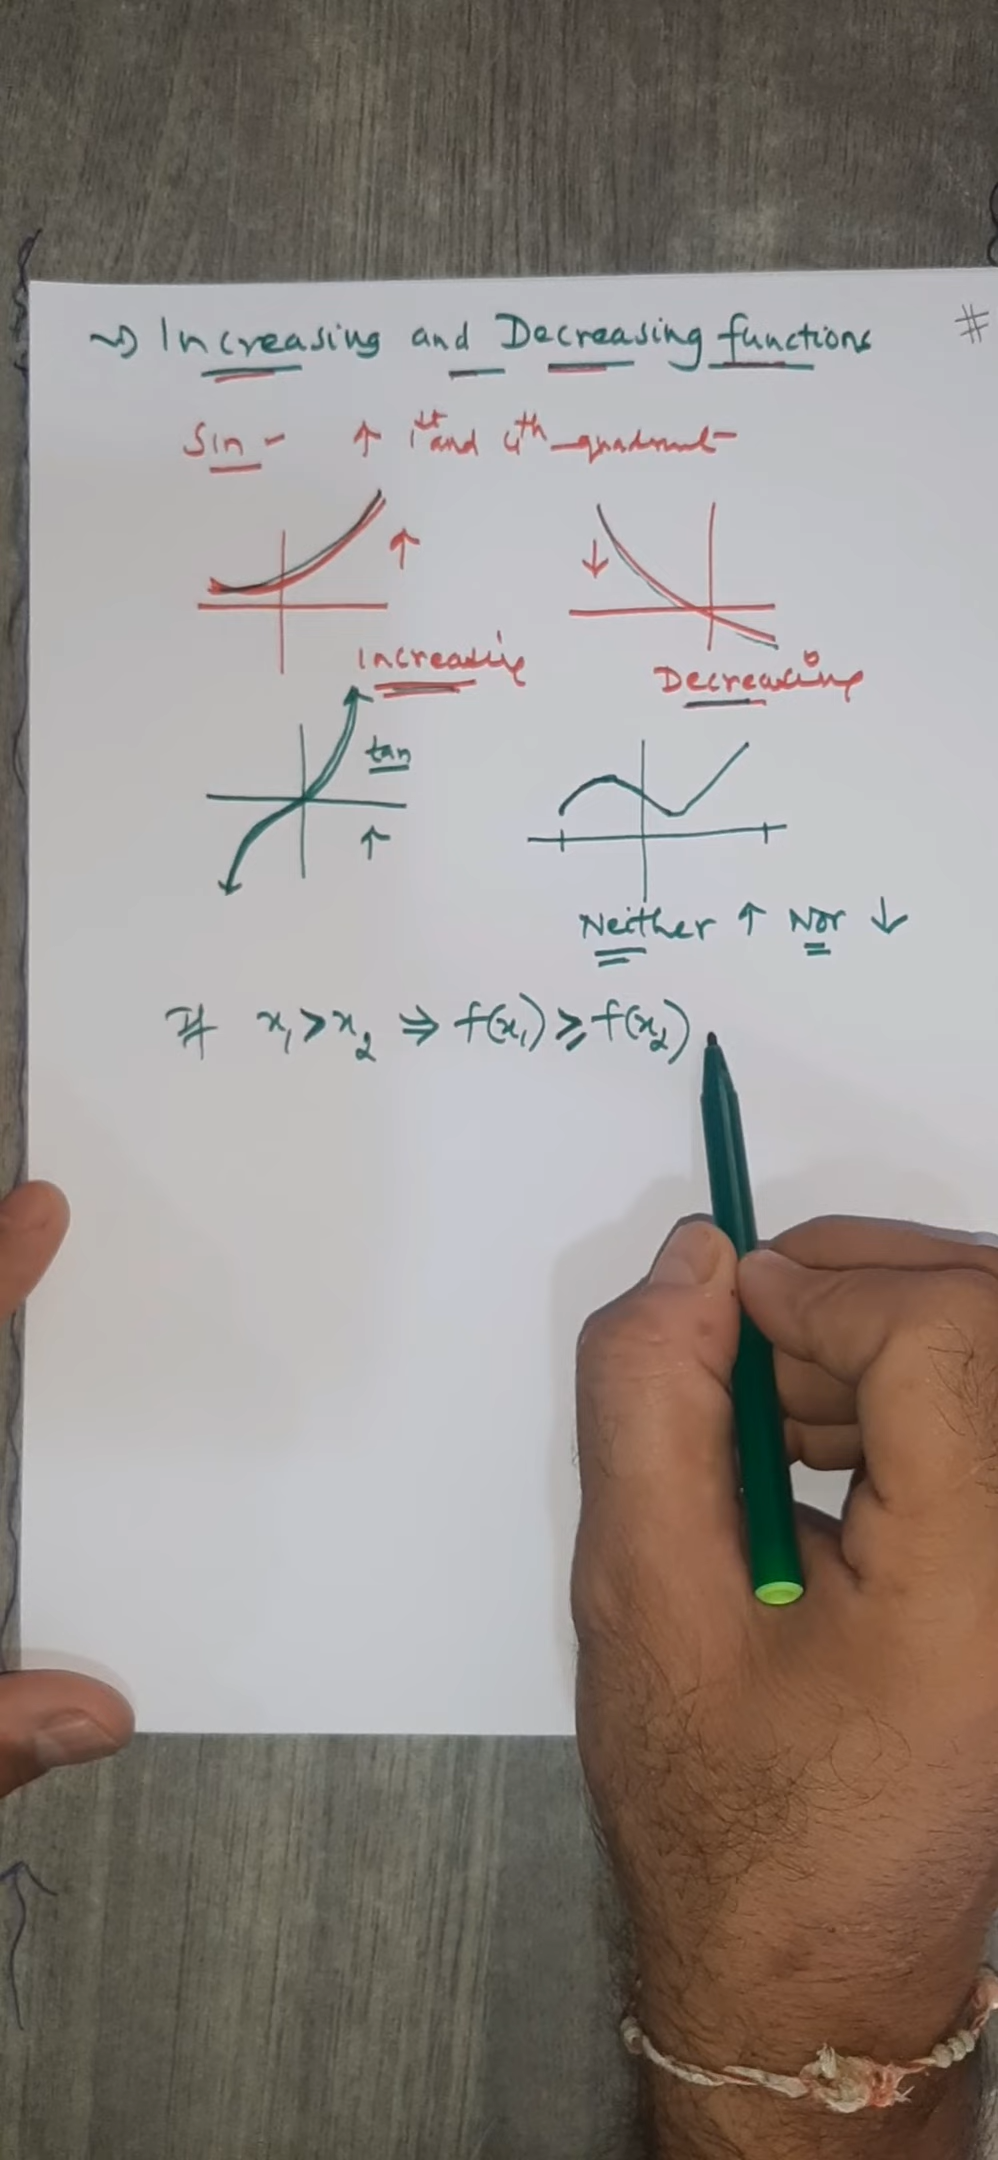 ~> Increasing and Decreasing functions #
Sin - ↑ 1st and 4th quadrant
↑ ↓
Increasing Decreasing
tan
↑
Neither ↑ Nor ↓
If x₁ > x₂ ⇒ f(x₁) ≥ f(x₂)